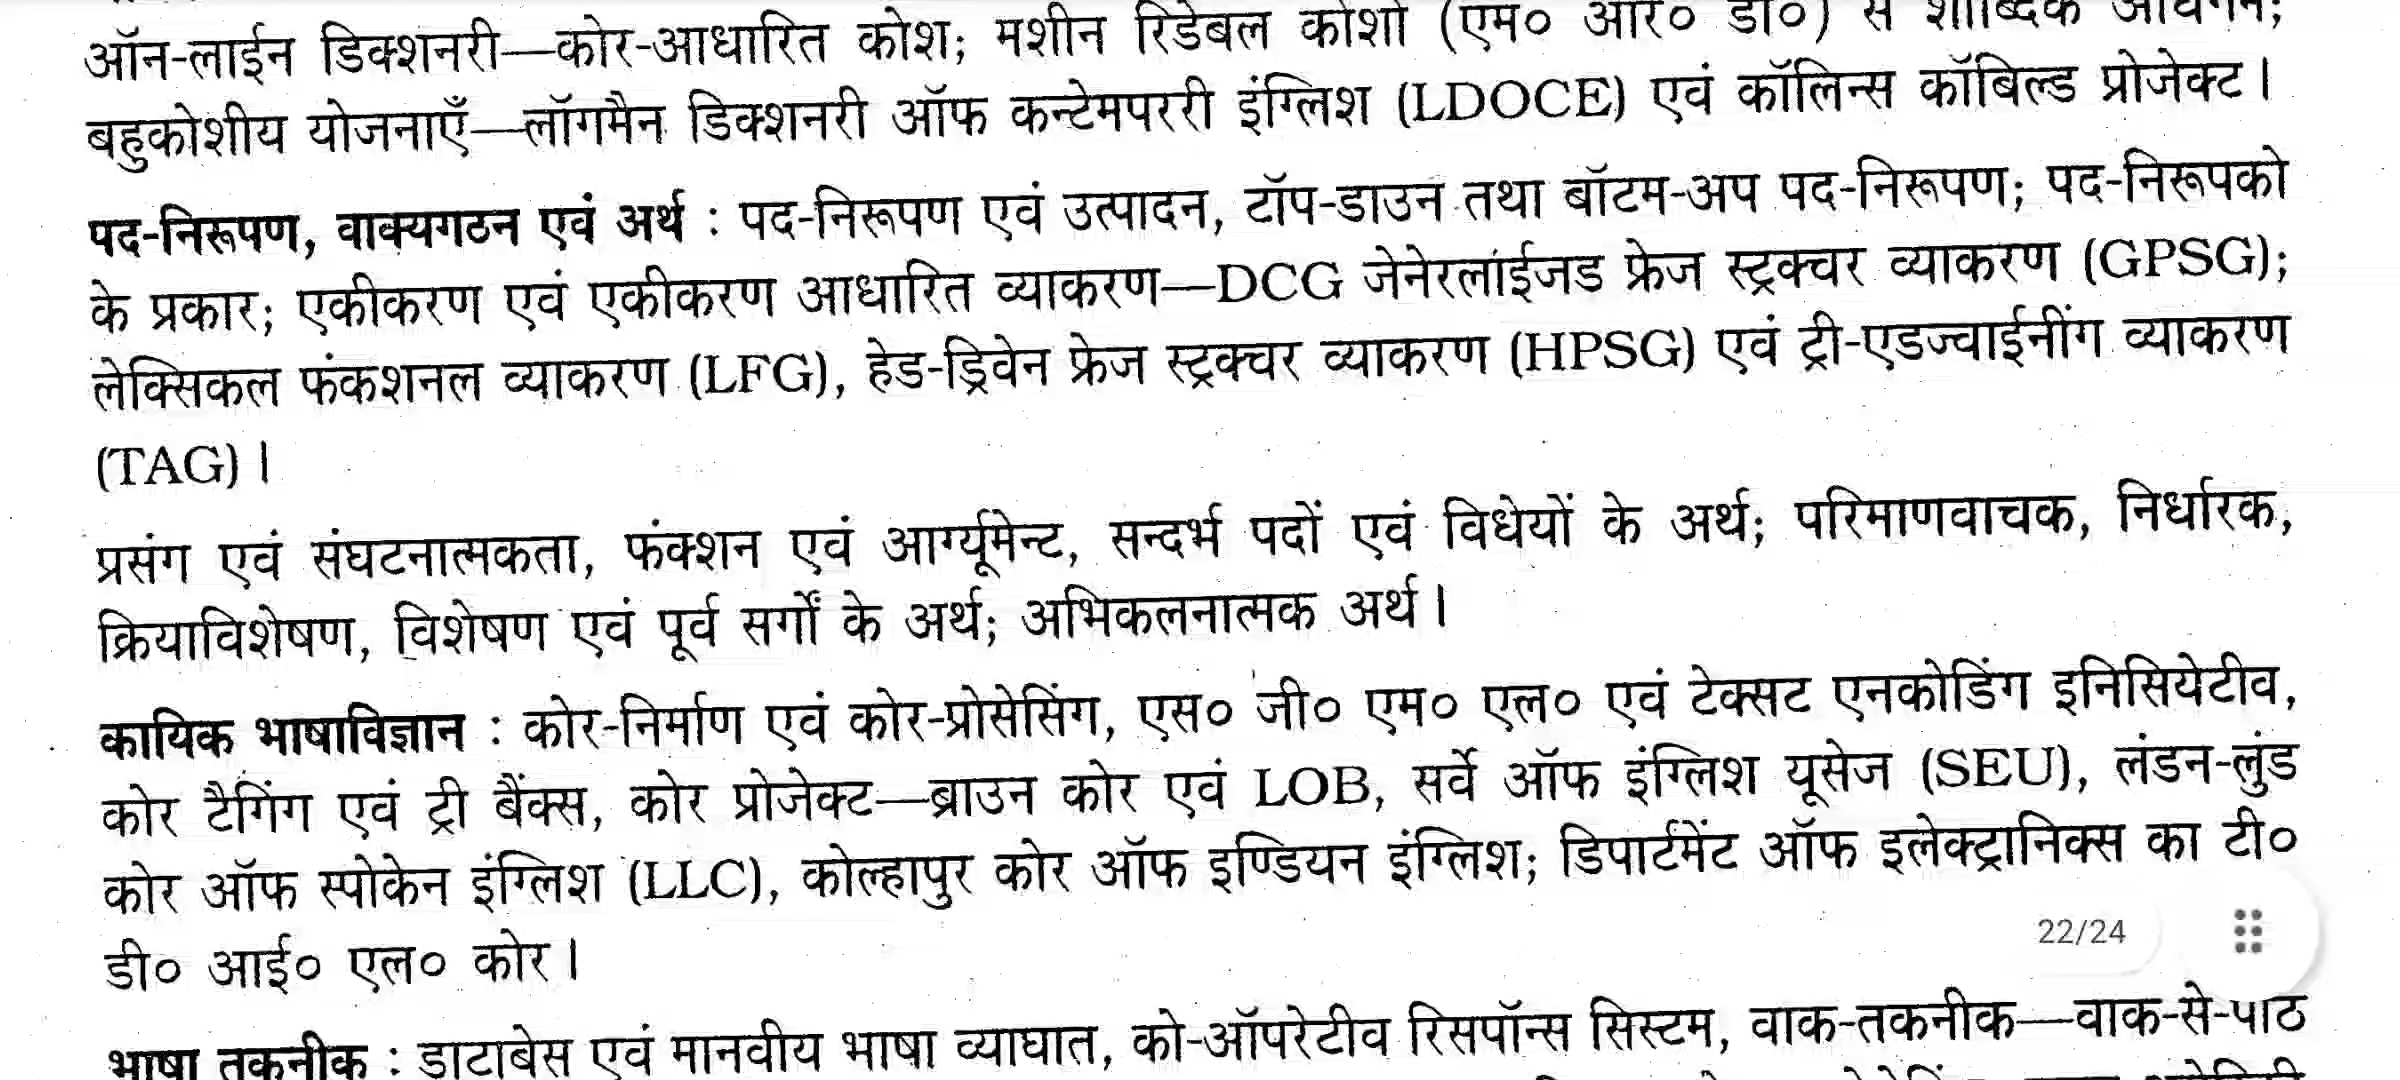 ऑन-लाईन डिक्शनरी—कोर-आधारित कोश; मशीन रिडेबल कोशों (एम० आर० डी०) से शाब्दिक
बहुकोशीय योजनाएँ—लॉगमैन डिक्शनरी ऑफ कन्टेमपररी इंग्लिश (LDOCE) एवं कॉलिन्स कॉबिल्ड प्रोजेक्ट।
पद-निरूपण, वाक्यगठन एवं अर्थ : पद-निरूपण एवं उत्पादन, टॉप-डाउन तथा बॉटम-अप पद-निरूपण; पद-निरूपको
के प्रकार; एकीकरण एवं एकीकरण आधारित व्याकरण—DCG जेनेरलांईजड फ्रेज स्ट्रक्चर व्याकरण (GPSG);
लेक्सिकल फंकशनल व्याकरण (LFG), हेड-ड्रिवेन फ्रेज स्ट्रक्चर व्याकरण (HPSG) एवं ट्री-एडज्वाईनींग व्याकरण
(TAG)।
प्रसंग एवं संघटनात्मकता, फंक्शन एवं आर्ग्यूमेन्ट, सन्दर्भ पदों एवं विधेयों के अर्थ; परिमाणवाचक, निर्धारक,
क्रियाविशेषण, विशेषण एवं पूर्व सर्गों के अर्थ; अभिकलनात्मक अर्थ।
कायिक भाषाविज्ञान : कोर-निर्माण एवं कोर-प्रोसेसिंग, एस० जी० एम० एल० एवं टेक्सट एनकोडिंग इनिसियेटीव,
कोर टैगिंग एवं ट्री बैंक्स, कोर प्रोजेक्ट—ब्राउन कोर एवं LOB, सर्वे ऑफ इंग्लिश यूसेज (SEU), लंडन-लुंड
कोर ऑफ स्पोकेन इंग्लिश (LLC), कोल्हापुर कोर ऑफ इण्डियन इंग्लिश; डिपार्टमेंट ऑफ इलेक्ट्रानिक्स का टी०
22/24
डी० आई० एल० कोर।
भाषा तकनीक : डाटाबेस एवं मानवीय भाषा व्याघात, को-ऑपरेटीव रिसपॉन्स सिस्टम, वाक-तकनीक—वाक-से-पाठ